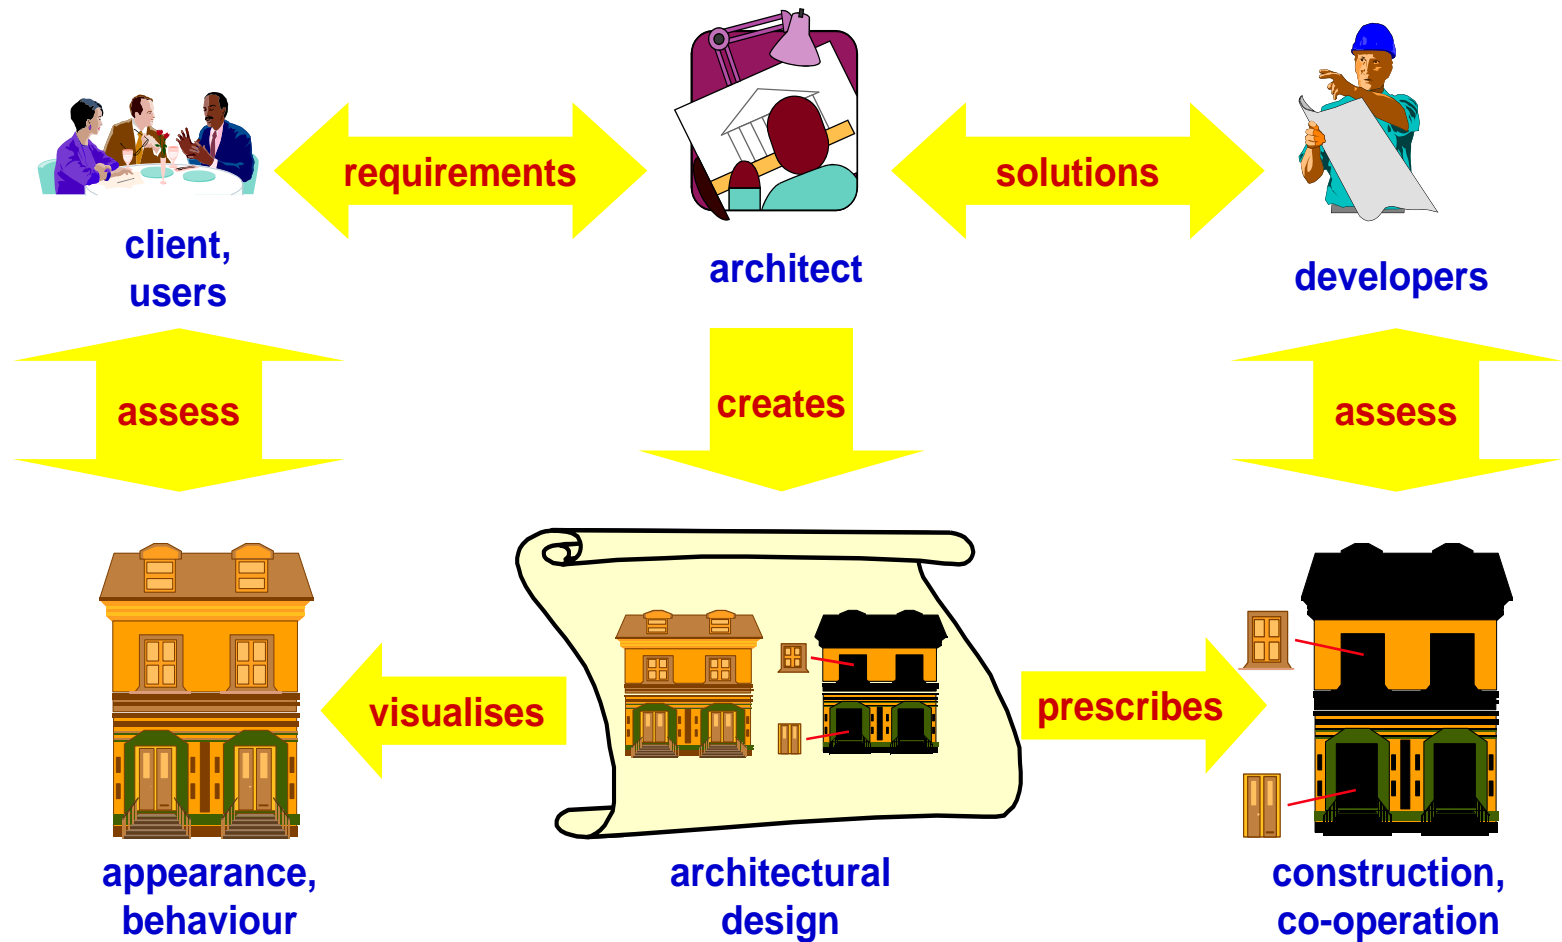 requirements
solutions
client,
users
architect
developers
assess
creates
assess
visualises
prescribes
appearance,
behaviour
architectural
design
construction,
co-operation